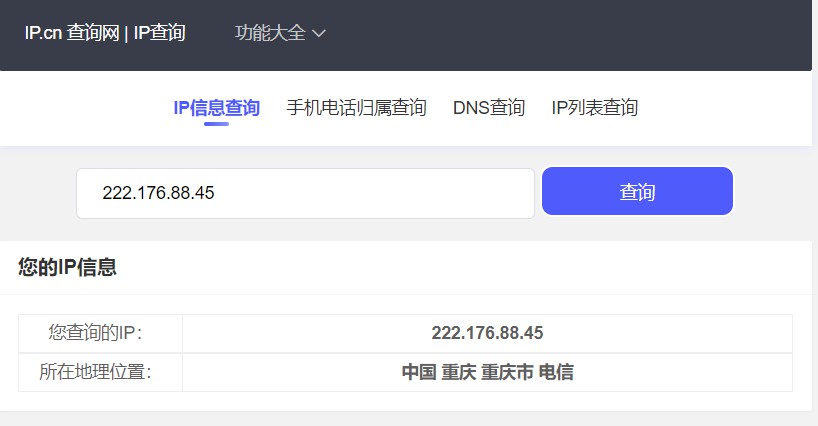 IP.cn 查询网 | IP查询 功能大全
IP信息查询 手机电话归属查询 DNS查询 IP列表查询
222.176.88.45 查询
您的IP信息
您查询的IP： 222.176.88.45
所在地理位置： 中国 重庆 重庆市 电信